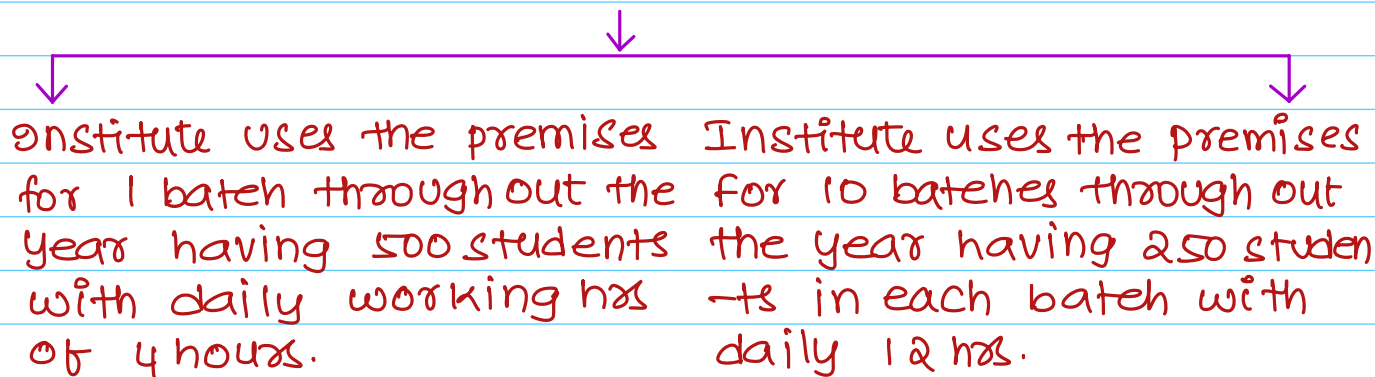 Institute uses the premises
for 1 batch throughout the
year having 500 students
with daily working hrs
of 4 hours.
Institute uses the premises
for 10 batches through out
the year having 250 studen
-ts in each batch with
daily 12 hrs.